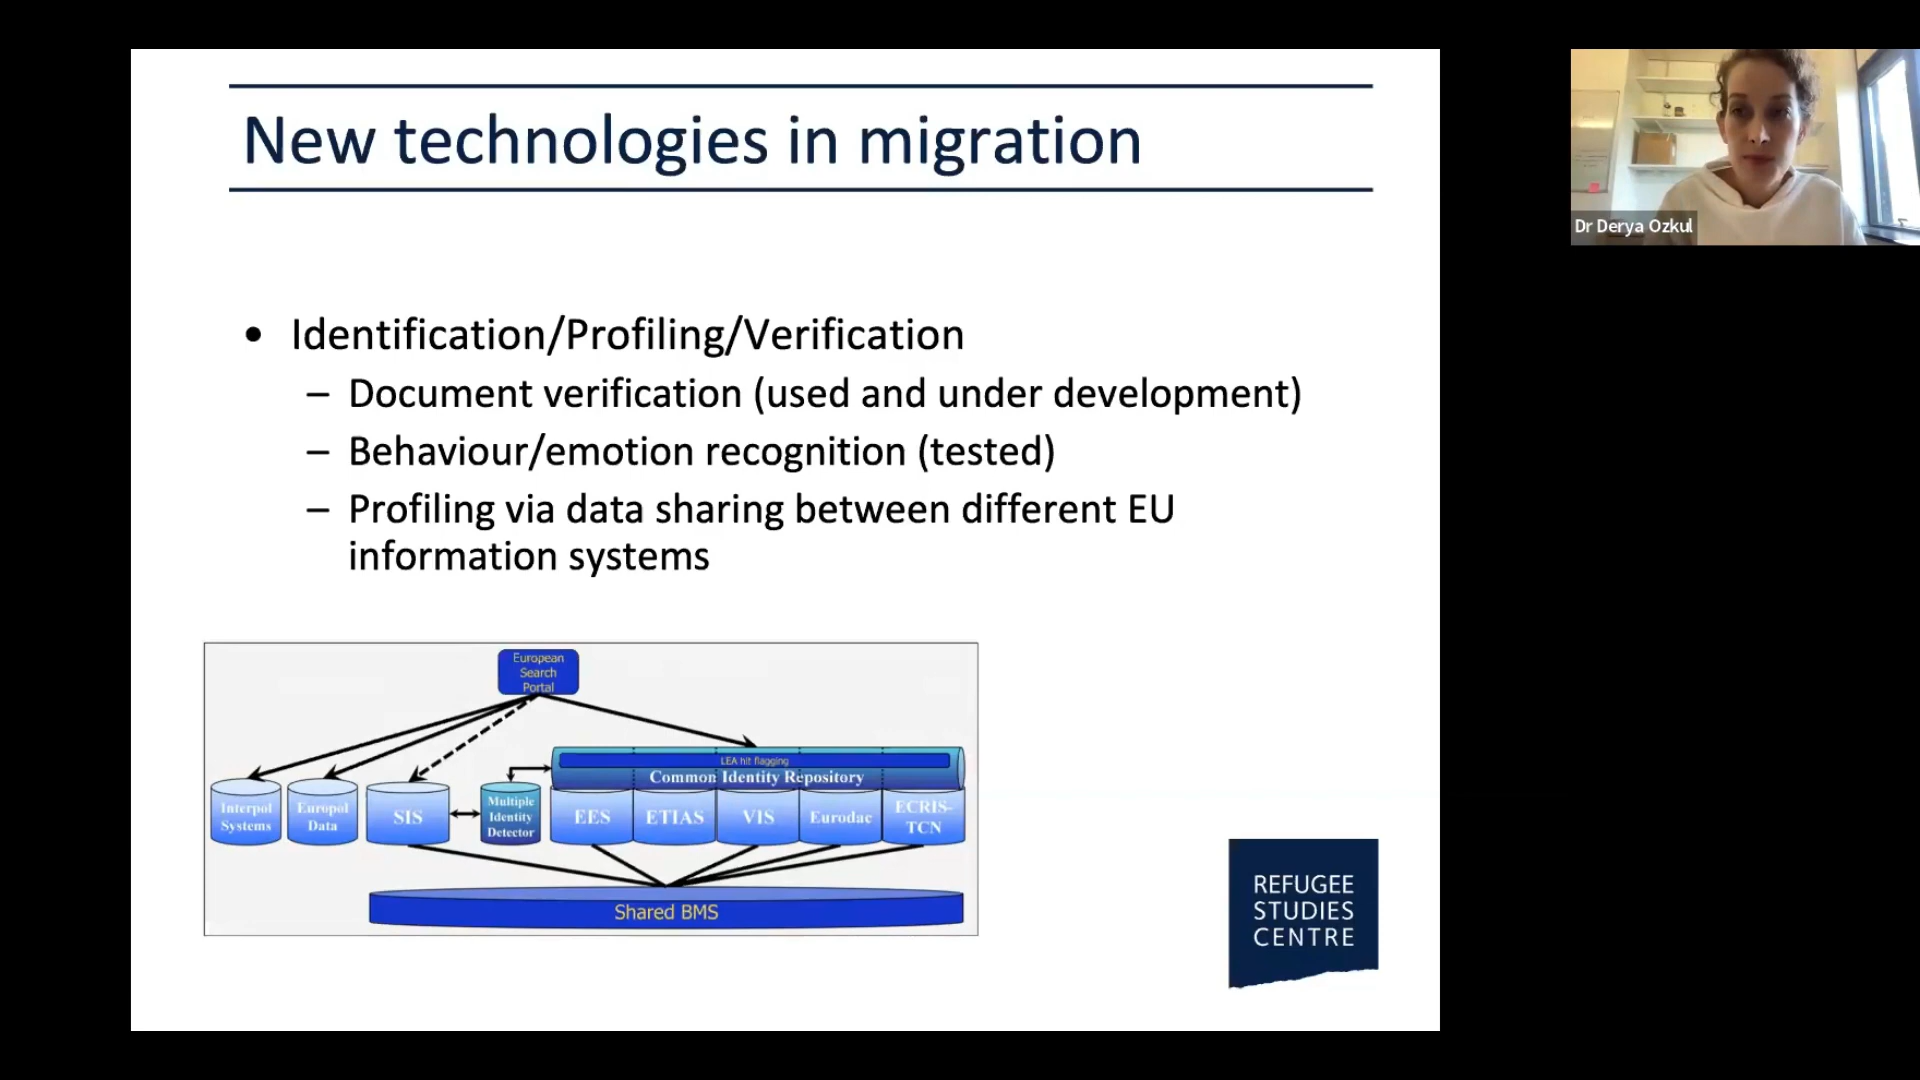 New technologies in migration
Dr Derya Ozkul
• Identification/Profiling/Verification
– Document verification (used and under development)
– Behaviour/emotion recognition (tested)
– Profiling via data sharing between different EU
information systems
European
Search
Portal
LEA hit flagging
Common Identity Repository
Interpol
Systems
Europol
Data
SIS
Multiple
Identity
Detector
EES
ETIAS
VIS
Eurodac
ECRIS-
TCN
Shared BMS
REFUGEE
STUDIES
CENTRE